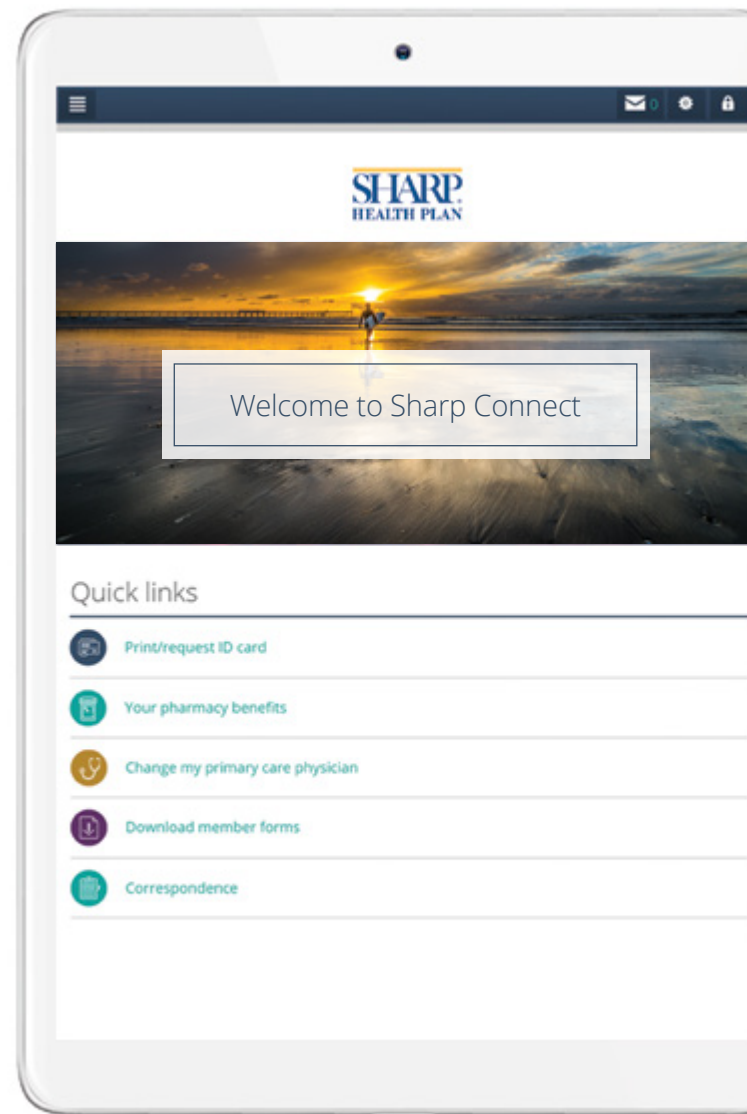 0
SHARP
HEALTH PLAN
Welcome to Sharp Connect
Quick links
Print/request ID card
Your pharmacy benefits
Change my primary care physician
Download member forms
Correspondence